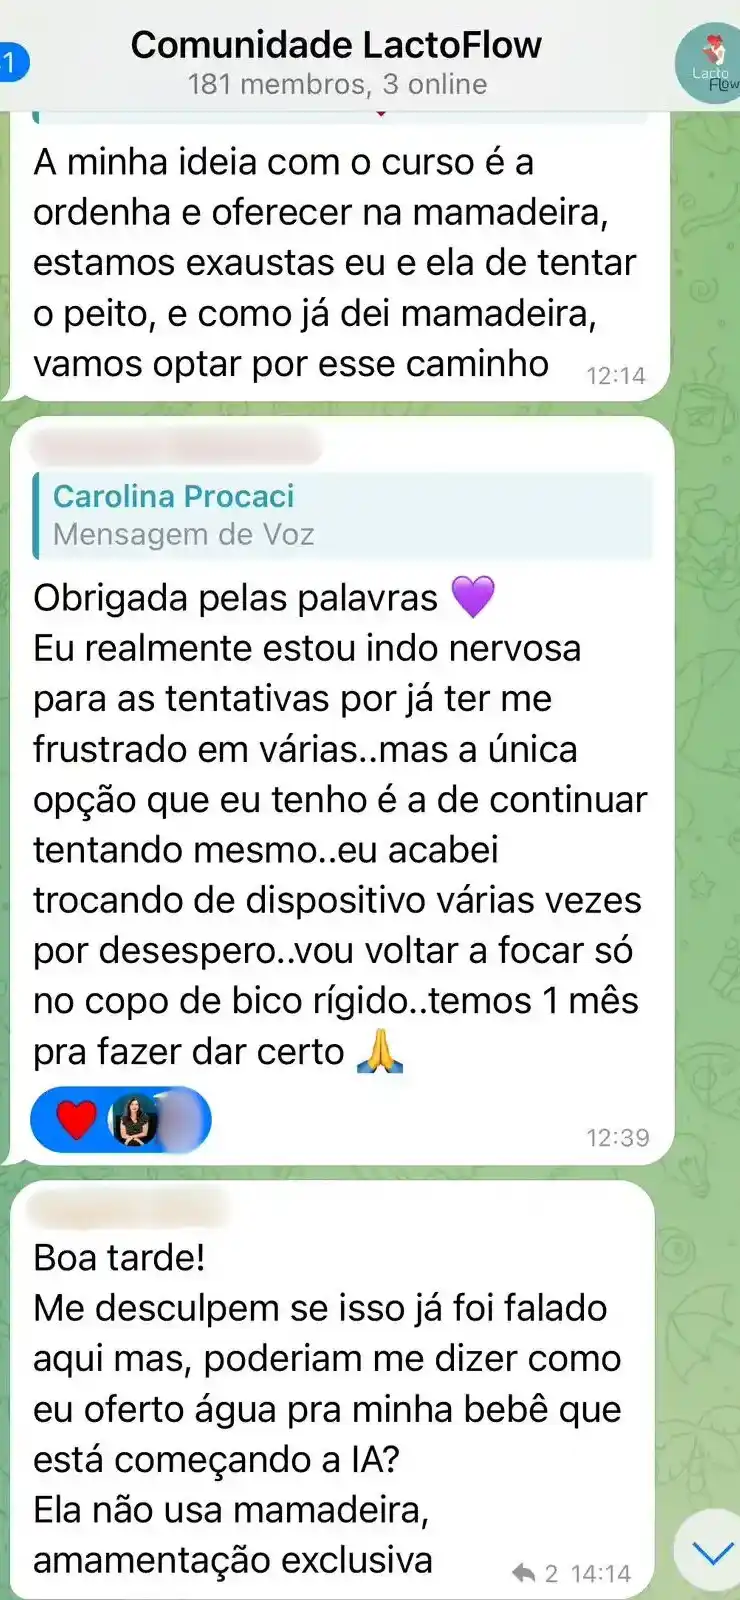 1
Comunidade LactoFlow
181 membros, 3 online
Lacto
Flow
A minha ideia com o curso é a
ordenha e oferecer na mamadeira,
estamos exaustas eu e ela de tentar
o peito, e como já dei mamadeira,
vamos optar por esse caminho 12:14
Carolina Procaci
Mensagem de Voz
Obrigada pelas palavras 💜
Eu realmente estou indo nervosa
para as tentativas por já ter me
frustrado em várias..mas a única
opção que eu tenho é a de continuar
tentando mesmo..eu acabei
trocando de dispositivo várias vezes
por desespero..vou voltar a focar só
no copo de bico rígido..temos 1 mês
pra fazer dar certo 🙏
❤️ 12:39
Boa tarde!
Me desculpem se isso já foi falado
aqui mas, poderiam me dizer como
eu oferto água pra minha bebê que
está começando a IA?
Ela não usa mamadeira,
amamentação exclusiva 2 14:14